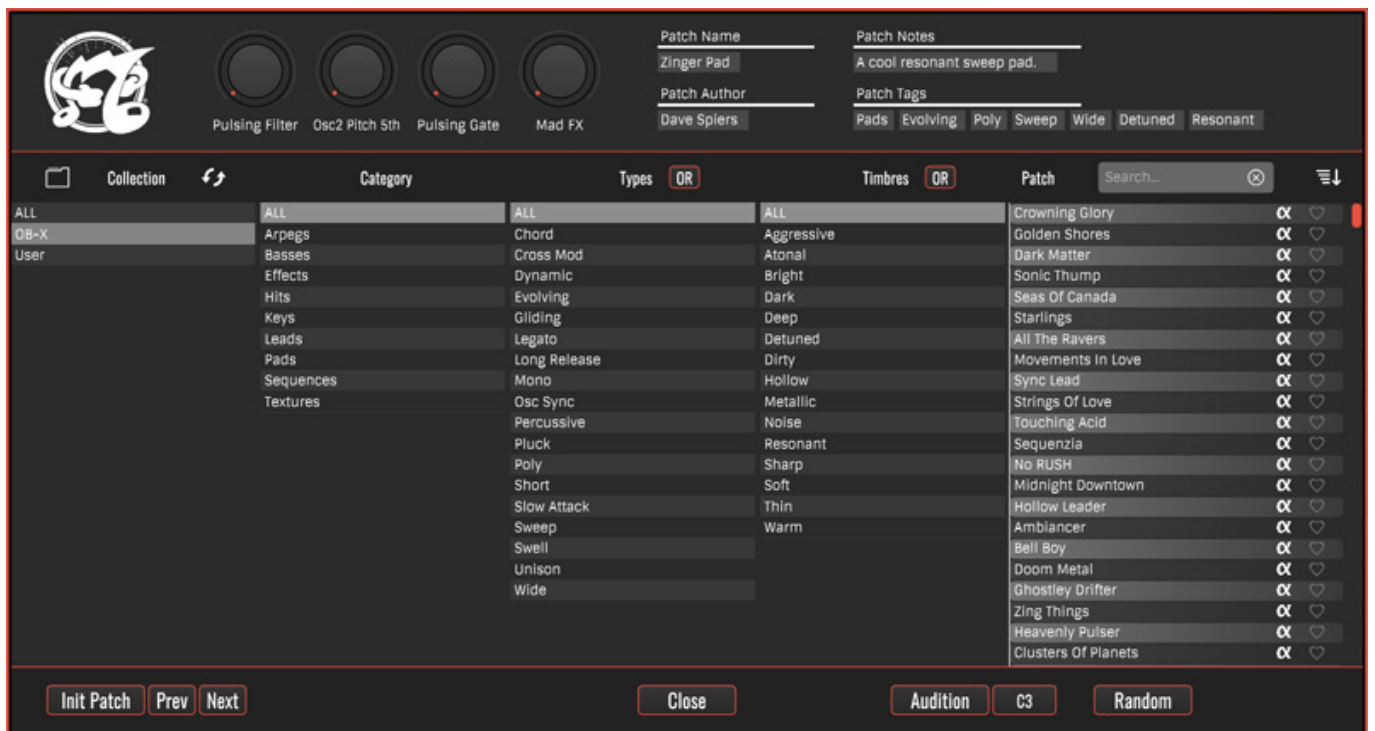 Pulsing Filter
Osc2 Pitch 5th
Pulsing Gate
Mad FX
Patch Name
Zinger Pad
Patch Author
Dave Spiers
Patch Notes
A cool resonant sweep pad.
Patch Tags
Pads Evolving Poly Sweep Wide Detuned Resonant
Collection
Category
Types OR
Timbres OR
Patch Search...
ALL
OB-X
User
ALL
Arpegs
Basses
Effects
Hits
Keys
Leads
Pads
Sequences
Textures
ALL
Chord
Cross Mod
Dynamic
Evolving
Gliding
Legato
Long Release
Mono
Osc Sync
Percussive
Pluck
Poly
Short
Slow Attack
Sweep
Swell
Unison
Wide
ALL
Aggressive
Atonal
Bright
Dark
Deep
Detuned
Dirty
Hollow
Metallic
Noise
Resonant
Sharp
Soft
Thin
Warm
Crowning Glory α
Golden Shores α
Dark Matter α
Sonic Thump α
Seas Of Canada α
Starlings α
All The Ravers α
Movements In Love α
Sync Lead α
Strings Of Love α
Touching Acid α
Sequenzia α
No RUSH α
Midnight Downtown α
Hollow Leader α
Ambiancer α
Bell Boy α
Doom Metal α
Ghostley Drifter α
Zing Things α
Heavenly Pulser α
Clusters Of Planets α
Init Patch Prev Next
Close
Audition C3
Random